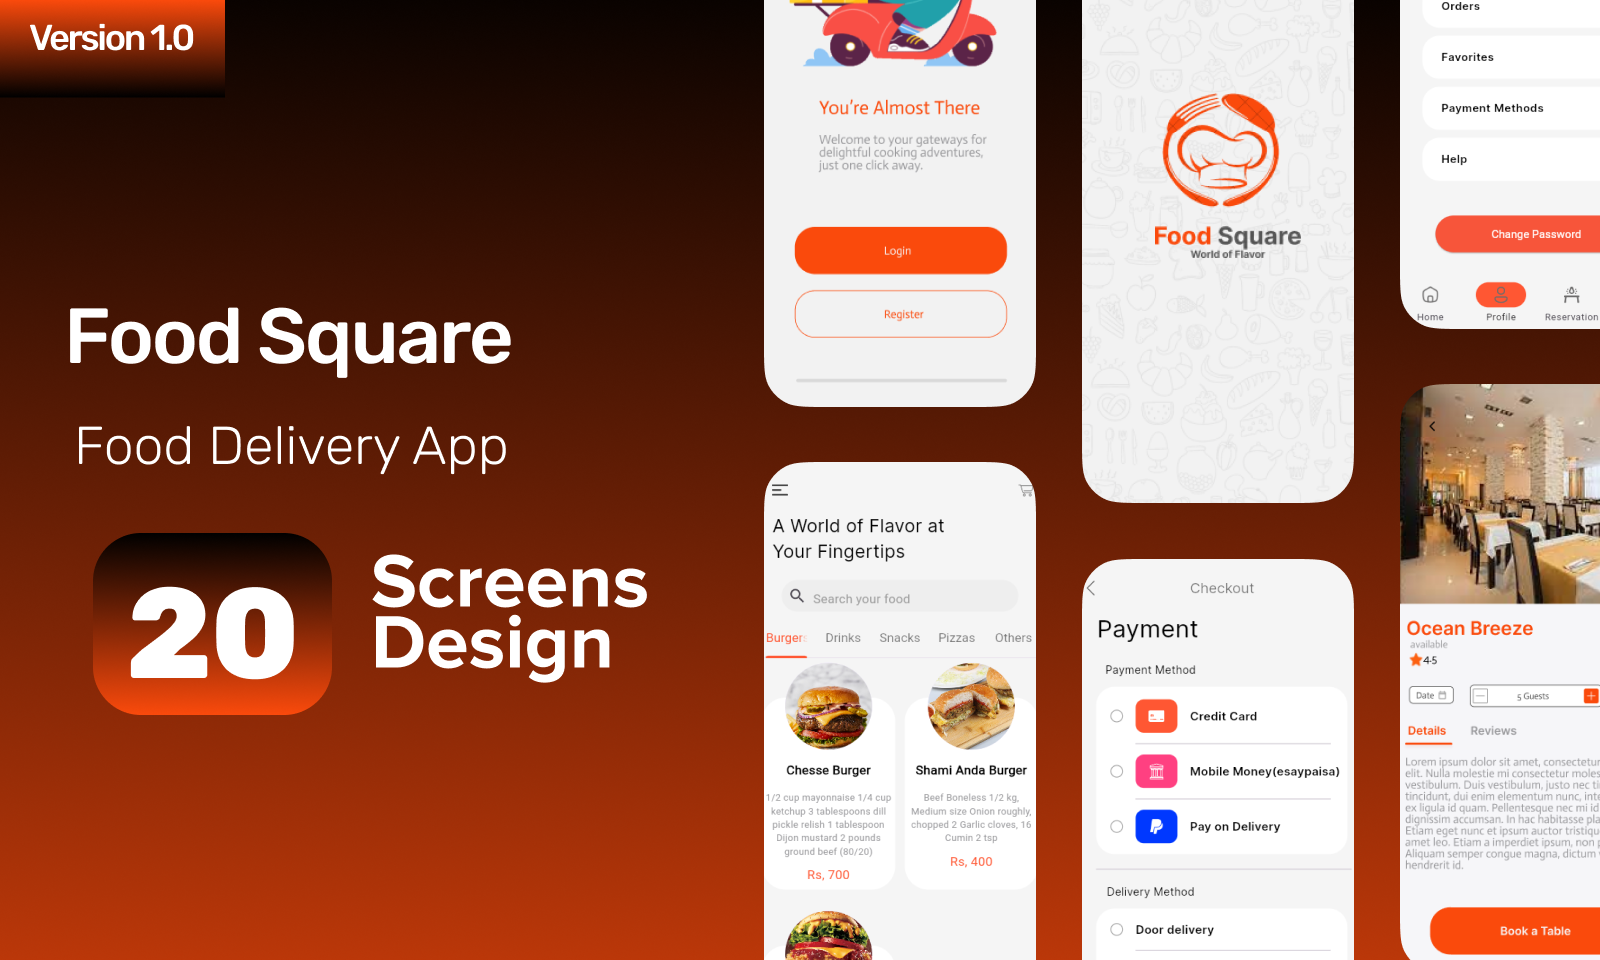 Version 1.0
Food Square
Food Delivery App
20
Screens
Design
You're Almost There
Welcome to your gateways for
delightful cooking adventures,
just one click away.
Login
Register
A World of Flavor at
Your Fingertips
Search your food
Burgers
Drinks
Snacks
Pizzas
Others
Chesse Burger
1/2 cup mayonnaise 1/4 cup
ketchup 3 tablespoons dill
pickle relish 1 tablespoon
Dijon mustard 2 pounds
ground beef (80/20)
Rs, 700
Shami Anda Burger
Beef Boneless 1/2 kg,
Medium size Onion roughly,
chopped 2 Garlic cloves, 16
Cumin 2 tsp
Rs, 400
Food Square
World of Flavor
Checkout
Payment
Payment Method
Credit Card
Mobile Money(esaypaisa)
Pay on Delivery
Delivery Method
Door delivery
Orders
Favorites
Payment Methods
Help
Change Password
Home
Profile
Reservation
Ocean Breeze
available
4.5
Date
5 Guests
Details
Reviews
Lorem ipsum dolor sit amet, consectetur
elit. Nulla molestie mi consectetur moles
vestibulum. Duis vestibulum, justo nec ti
tincidunt, dui enim elementum nunc, inte
ex ligula id quam. Pellentesque nec mi id
dignissim accumsan. In hac habitasse pla
Etiam eget nunc et ipsum auctor tristiqu
amet leo. Etiam a imperdiet ipsum, non p
Aliquam semper congue magna, dictum v
hendrerit id.
Book a Table